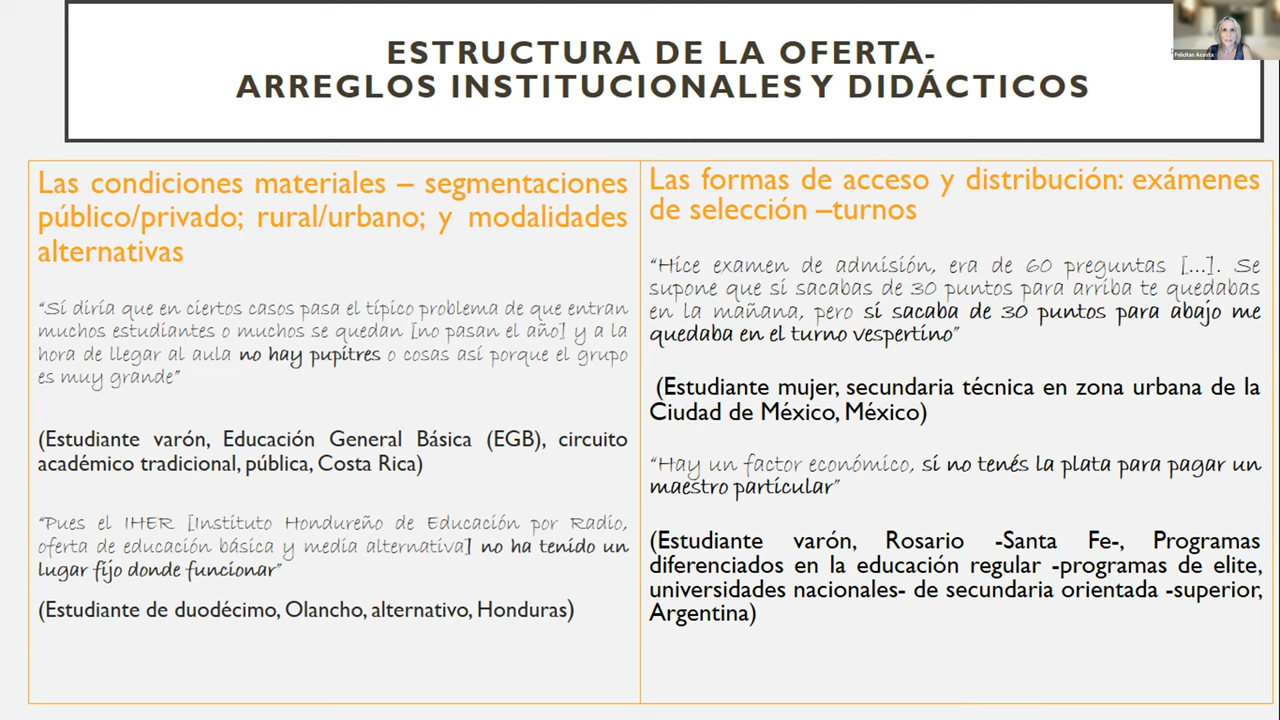 ESTRUCTURA DE LA OFERTA-
ARREGLOS INSTITUCIONALES Y DIDÁCTICOS
Felicitas Acosta
Las condiciones materiales – segmentaciones
público/privado; rural/urbano; y modalidades
alternativas
“Sí diría que en ciertos casos pasa el típico problema de que entran
muchos estudiantes o muchos se quedan [no pasan el año] y a la
hora de llegar al aula no hay pupitres o cosas así porque el grupo
es muy grande”
(Estudiante varón, Educación General Básica (EGB), circuito
académico tradicional, pública, Costa Rica)
“Pues el IHER [Instituto Hondureño de Educación por Radio,
oferta de educación básica y media alternativa] no ha tenido un
lugar fijo donde funcionar”
(Estudiante de duodécimo, Olancho, alternativo, Honduras)
Las formas de acceso y distribución: exámenes
de selección –turnos
“Hice examen de admisión, era de 60 preguntas [...]. Se
supone que si sacabas de 30 puntos para arriba te quedabas
en la mañana, pero si sacaba de 30 puntos para abajo me
quedaba en el turno vespertino”
(Estudiante mujer, secundaria técnica en zona urbana de la
Ciudad de México, México)
“Hay un factor económico, si no tenés la plata para pagar un
maestro particular”
(Estudiante varón, Rosario -Santa Fe-, Programas
diferenciados en la educación regular -programas de elite,
universidades nacionales- de secundaria orientada -superior,
Argentina)